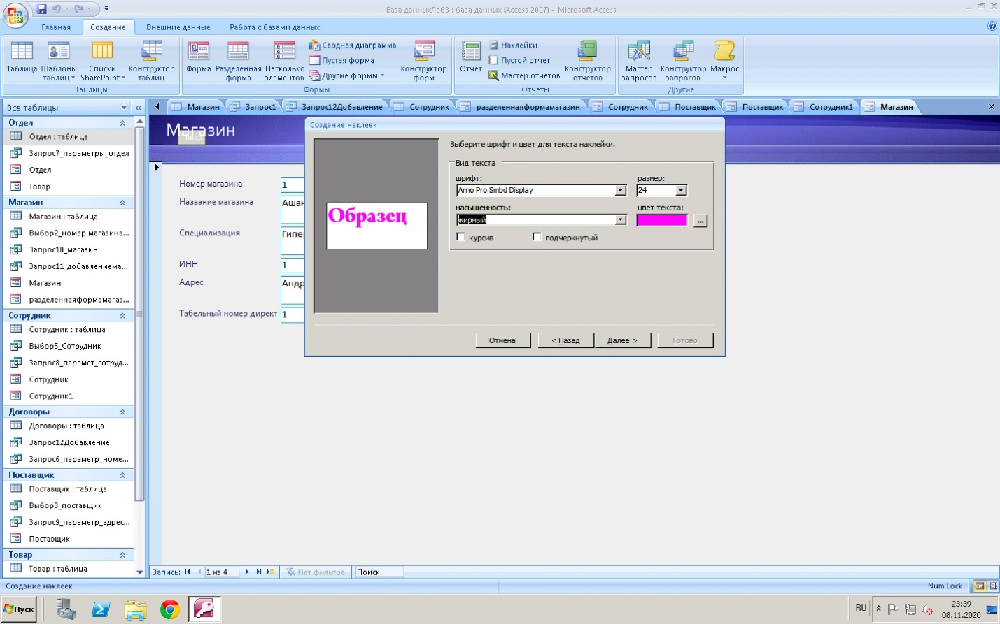 База данныхЛаб3 : база данных (Access 2007) - Microsoft Access
Главная Создание Внешние данные Работа с базами данных
Таблица
Шаблоны таблиц
Списки SharePoint
Конструктор таблиц
Таблицы
Форма
Разделенная форма
Несколько элементов
Сводная диаграмма
Пустая форма
Другие формы
Конструктор форм
Формы
Отчет
Наклейки
Пустой отчет
Мастер отчетов
Конструктор отчетов
Отчеты
Мастер запросов
Конструктор запросов
Макрос
Другие
Все таблицы
Магазин Запрос1 Запрос12Добавление Сотрудник разделеннаяформамагазин Сотрудник Поставщик Поставщик Сотрудник1 Магазин
Отдел
Отдел : таблица
Запрос7_параметры_отдел
Отдел
Товар
Магазин
Магазин : таблица
Выбор2_номер магазина...
Запрос10_магазин
Запрос11_добавлениема...
Магазин
разделеннаяформамагаз...
Сотрудник
Сотрудник : таблица
Выбор5_Сотрудник
Запрос8_парамет_сотруд...
Сотрудник
Сотрудник1
Договоры
Договоры : таблица
Запрос12Добавление
Запрос6_параметр_номе...
Поставщик
Поставщик : таблица
Выбор3_поставщик
Запрос9_параметр_адрес...
Поставщик
Товар
Товар : таблица
Магазин
Товар
Номер магазина 1
Название магазина Ашан
Специализация Гипер
ИНН 1
Адрес Андр
Табельный номер директ 1
Создание наклеек
Образец
Выберите шрифт и цвет для текста наклейки.
Вид текста
шрифт: размер:
Arno Pro Smbd Display 24
насыщенность: цвет текста:
жирный ...
курсив подчеркнутый
Отмена < Назад Далее > Готово
Запись: 1 из 4 Нет фильтра Поиск
Создание наклеек Num Lock
Пуск RU 23:39
08.11.2020